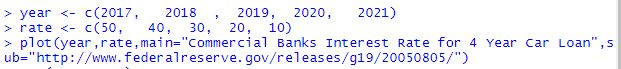 > year <- c(2017, 2018 , 2019, 2020, 2021)
> rate <- c(50, 40, 30, 20, 10)
> plot(year,rate,main="Commercial Banks Interest Rate for 4 Year Car Loan",s
ub="http://www.federalreserve.gov/releases/g19/20050805/")